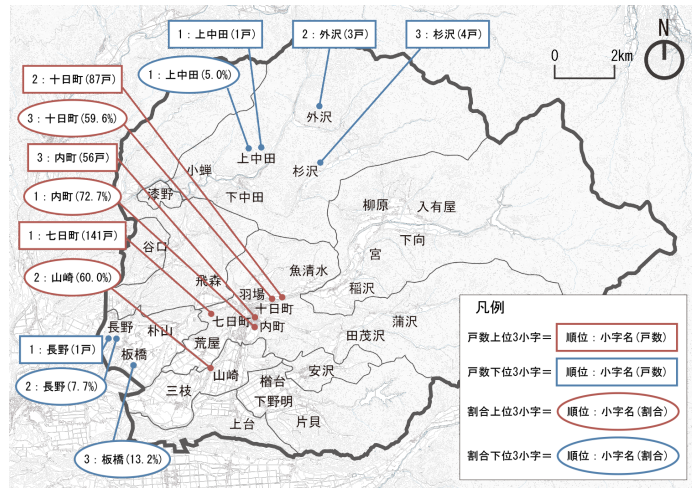 1：上中田(1戸)
2：外沢(3戸)
3：杉沢(4戸)
N
2：十日町(87戸)
1：上中田(5.0%)
0 2km
3：十日町(59.6%)
外沢
3：内町(56戸)
上中田
小蝉
杉沢
1：内町(72.7%)
漆野
下中田
柳原
入有屋
1：七日町(141戸)
谷口
宮
下向
2：山崎(60.0%)
飛森
魚清水
羽場
稲沢
十日町
凡例
長野
朴山
七日町
内町
蒲沢
戸数上位3小字＝ 順位：小字名(戸数)
1：長野(1戸)
板橋
荒屋
田茂沢
戸数下位3小字＝ 順位：小字名(戸数)
2：長野(7.7%)
山崎
安沢
三枝
楢台
下野明
割合上位3小字＝ 順位：小字名(割合)
上台
片貝
3：板橋(13.2%)
割合下位3小字＝ 順位：小字名(割合)